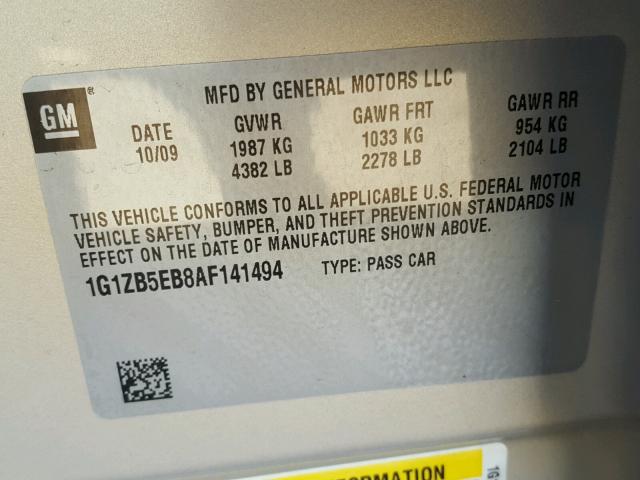 GM®
MFD BY GENERAL MOTORS LLC
DATE GVWR GAWR FRT GAWR RR
10/09 1987 KG 1033 KG 954 KG
4382 LB 2278 LB 2104 LB
THIS VEHICLE CONFORMS TO ALL APPLICABLE U.S. FEDERAL MOTOR
VEHICLE SAFETY, BUMPER, AND THEFT PREVENTION STANDARDS IN
EFFECT ON THE DATE OF MANUFACTURE SHOWN ABOVE.
1G1ZB5EB8AF141494 TYPE: PASS CAR
1G